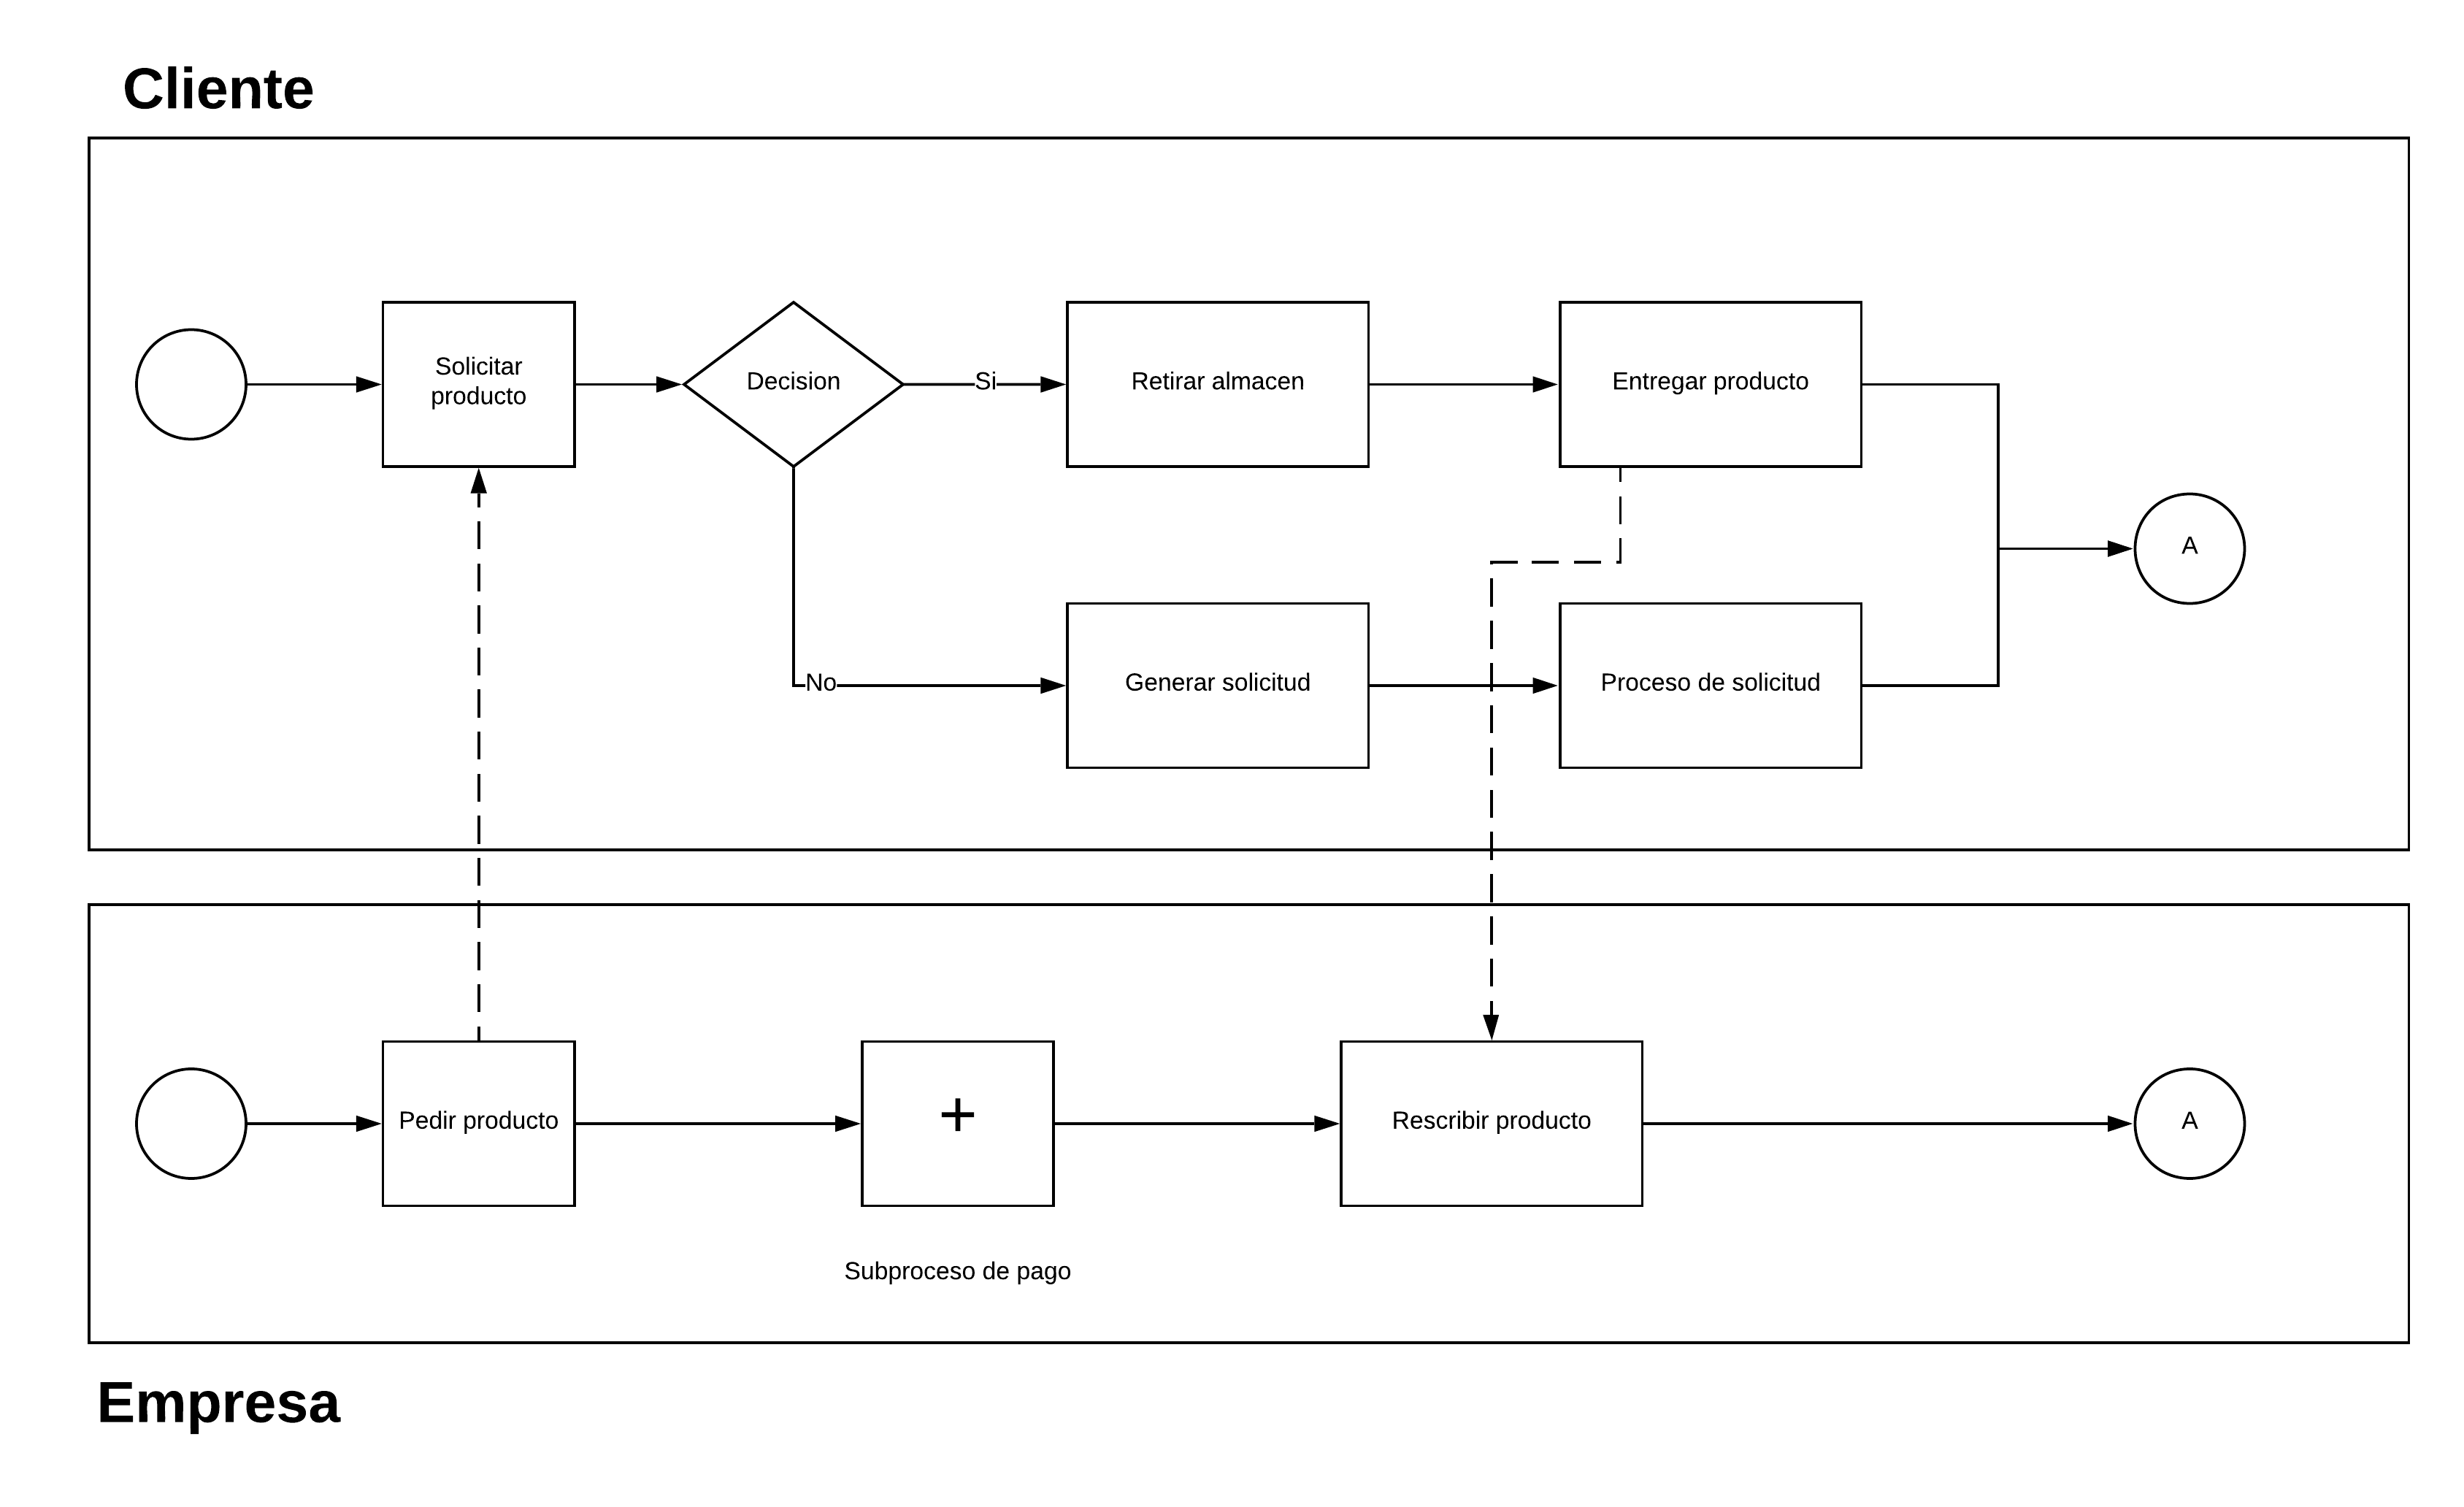 Cliente
Solicitar
producto
Decision
Si
Retirar almacen
Entregar producto
A
No
Generar solicitud
Proceso de solicitud
Pedir producto
+
Rescribir producto
A
Subproceso de pago
Empresa